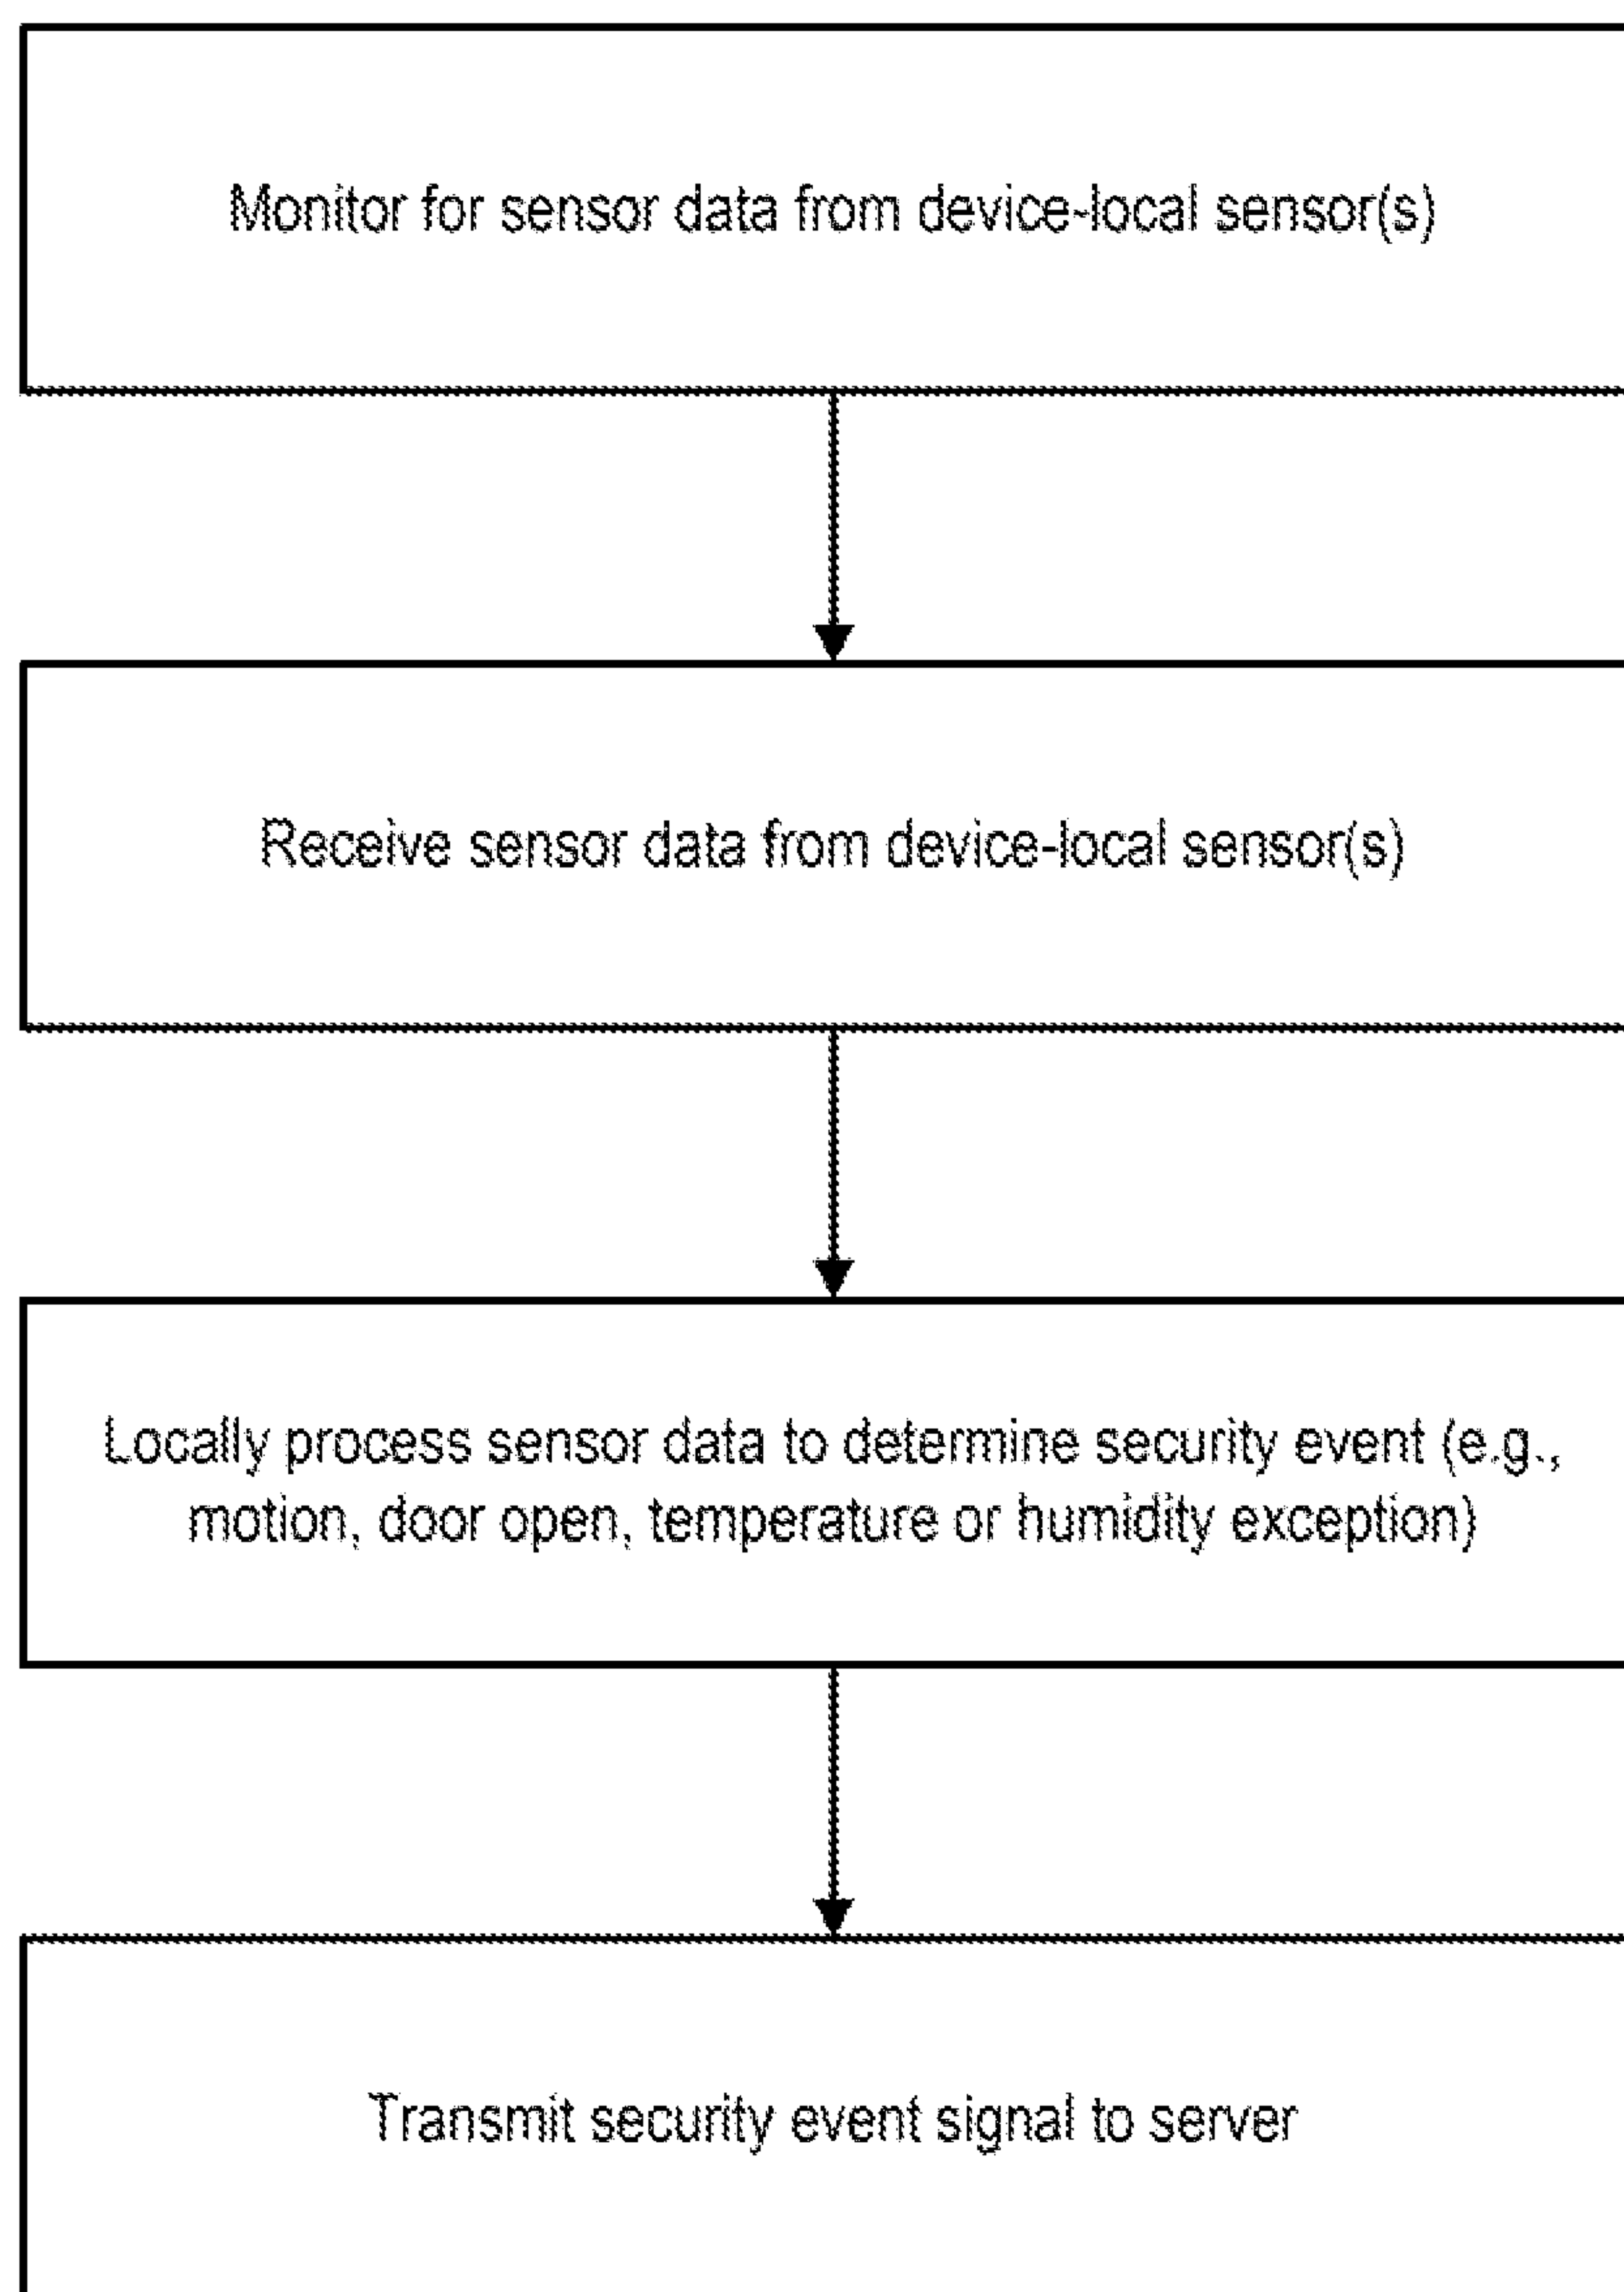 Monitor for sensor data from device-local sensor(s)
Receive sensor data from device-local sensor(s)
Locally process sensor data to determine security event (e.g.,
motion, door open, temperature or humidity exception)
Transmit security event signal to server